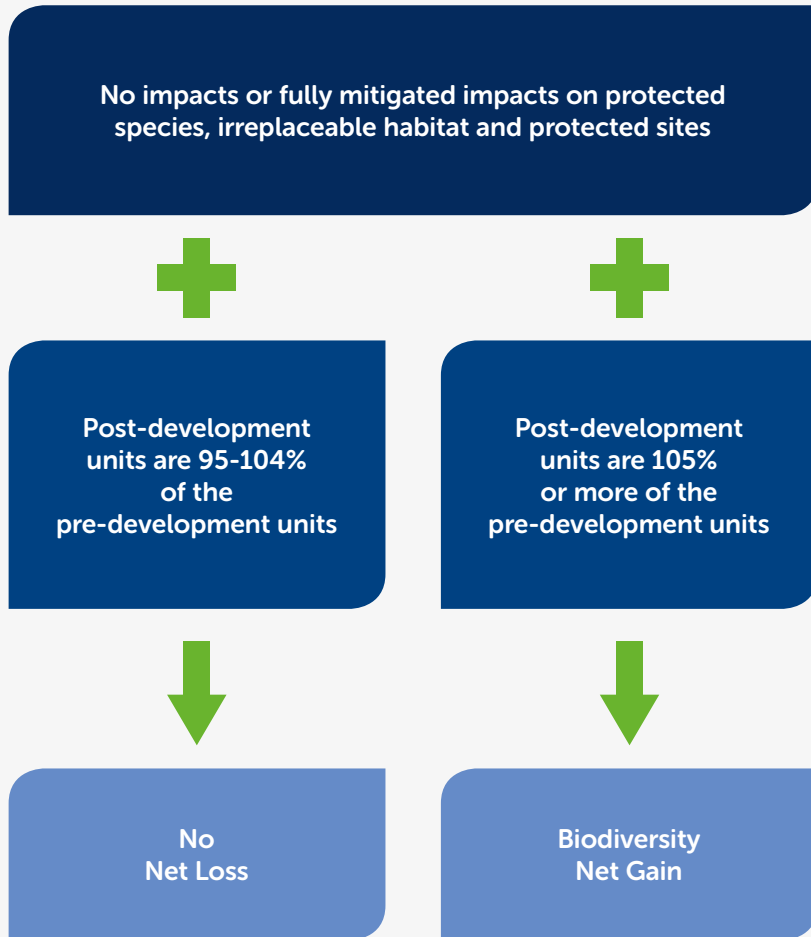 No impacts or fully mitigated impacts on protected
species, irreplaceable habitat and protected sites
Post-development
units are 95-104%
of the
pre-development units
Post-development
units are 105%
or more of the
pre-development units
No
Net Loss
Biodiversity
Net Gain